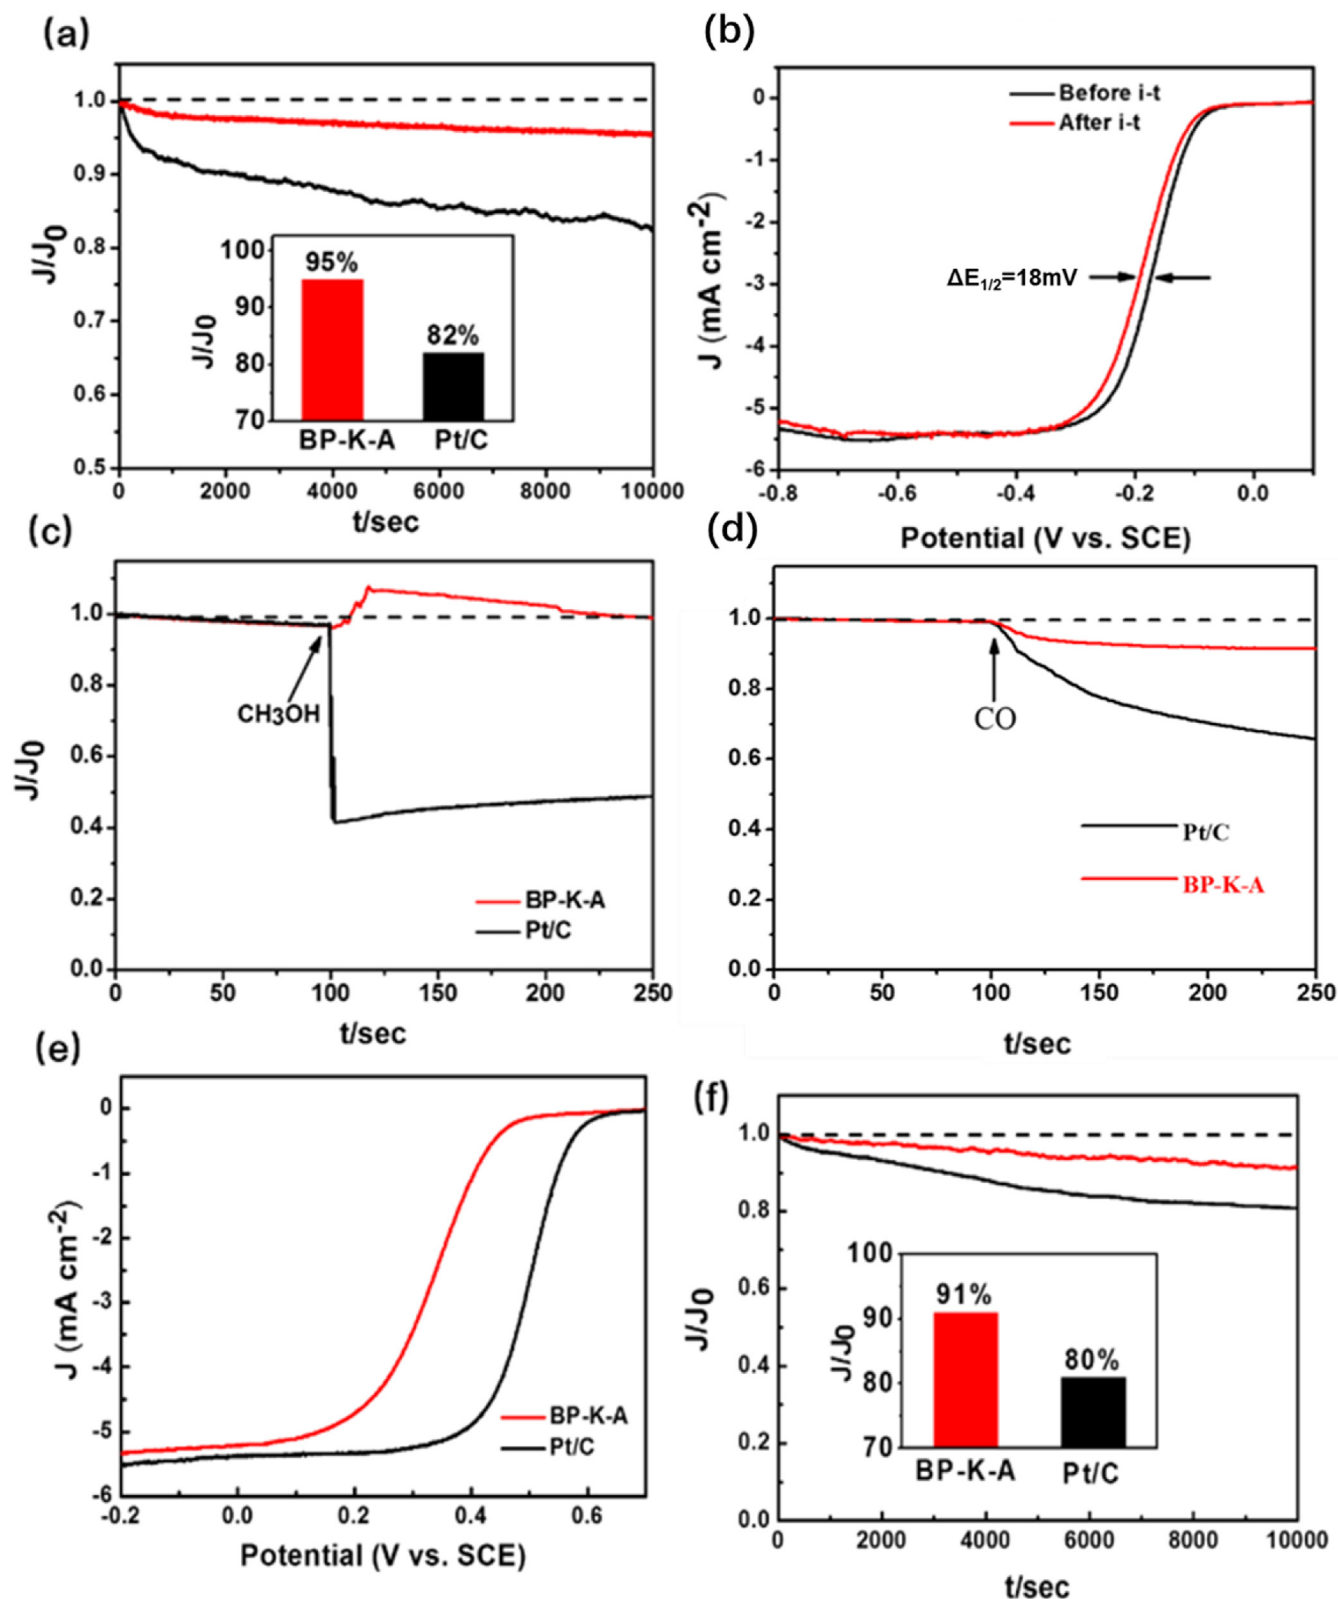 (a)
1.0
0.9
0.8
0.7
0.6
0.5
J/J0
0
2000
4000
6000
8000
10000
t/sec
100
90
80
70
J/J0
95%
82%
BP-K-A
Pt/C
(b)
0
-1
-2
-3
-4
-5
-6
J (mA cm-2)
Before i-t
After i-t
ΔE1/2=18mV
-0.8
-0.6
-0.4
-0.2
0.0
Potential (V vs. SCE)
(c)
1.0
0.8
0.6
0.4
0.2
0.0
J/J0
CH3OH
BP-K-A
Pt/C
0
50
100
150
200
250
t/sec
(d)
1.0
0.8
0.6
0.4
0.2
0.0
CO
Pt/C
BP-K-A
0
50
100
150
200
250
t/sec
(e)
0
-1
-2
-3
-4
-5
-6
J (mA cm-2)
BP-K-A
Pt/C
-0.2
0.0
0.2
0.4
0.6
Potential (V vs. SCE)
(f)
1.0
0.8
0.6
0.4
0.2
0.0
J/J0
100
90
80
70
J/J0
91%
80%
BP-K-A
Pt/C
0
2000
4000
6000
8000
10000
t/sec